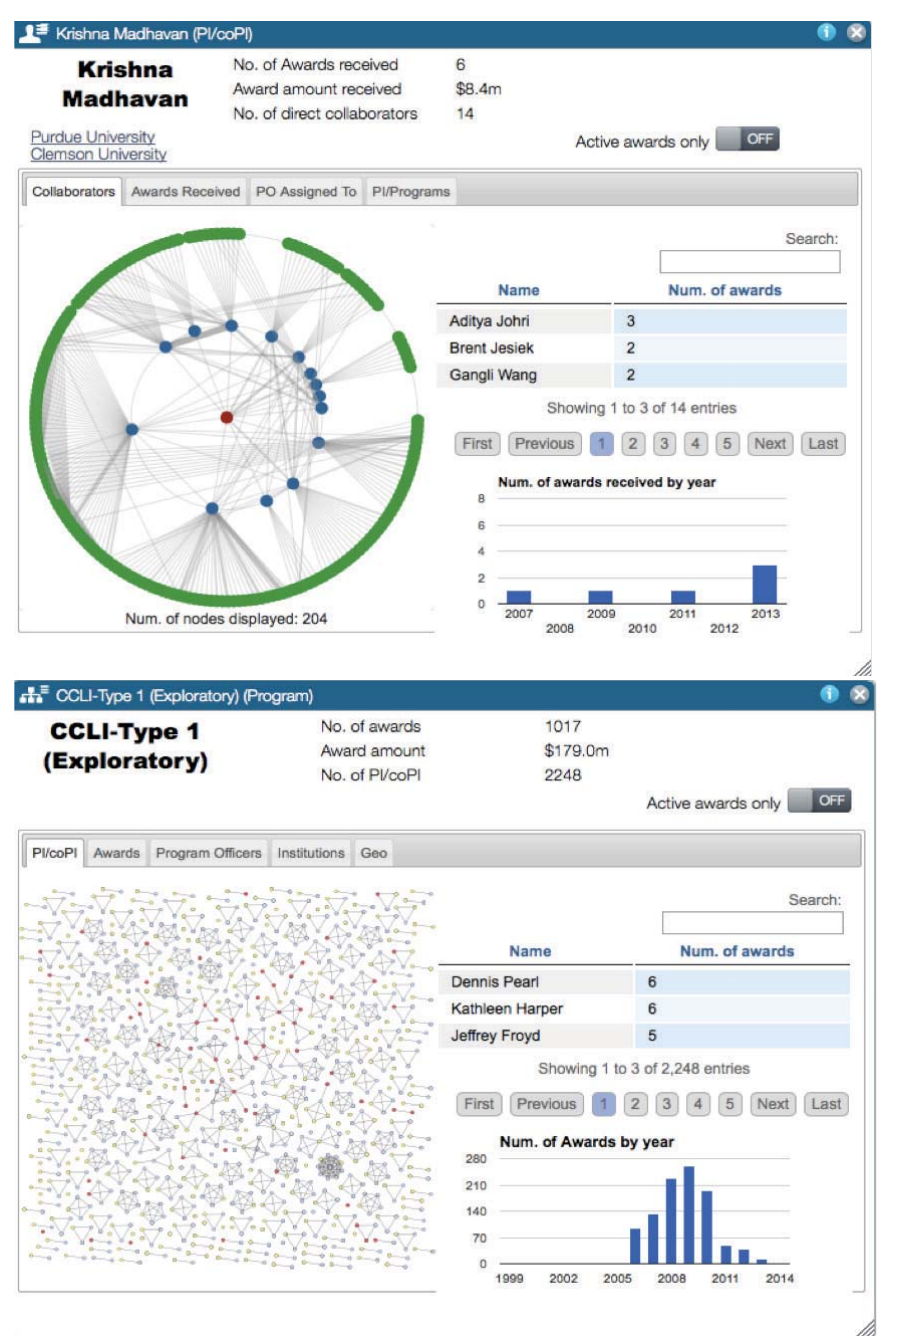 Krishna Madhavan (PI/coPI)
Krishna Madhavan
No. of Awards received 6
Award amount received $8.4m
No. of direct collaborators 14
Purdue University
Clemson University
Active awards only OFF
Collaborators Awards Received PO Assigned To PI/Programs
Search:
Name Num. of awards
Aditya Johri 3
Brent Jesiek 2
Gangli Wang 2
Showing 1 to 3 of 14 entries
First Previous 1 2 3 4 5 Next Last
Num. of awards received by year
8
6
4
2
0
2007 2009 2011 2013
2008 2010 2012
Num. of nodes displayed: 204
CCLI-Type 1 (Exploratory) (Program)
CCLI-Type 1
(Exploratory)
No. of awards 1017
Award amount $179.0m
No. of PI/coPI 2248
Active awards only OFF
PI/coPI Awards Program Officers Institutions Geo
Search:
Name Num. of awards
Dennis Pearl 6
Kathleen Harper 6
Jeffrey Froyd 5
Showing 1 to 3 of 2,248 entries
First Previous 1 2 3 4 5 Next Last
Num. of Awards by year
280
210
140
70
0
1999 2002 2005 2008 2011 2014